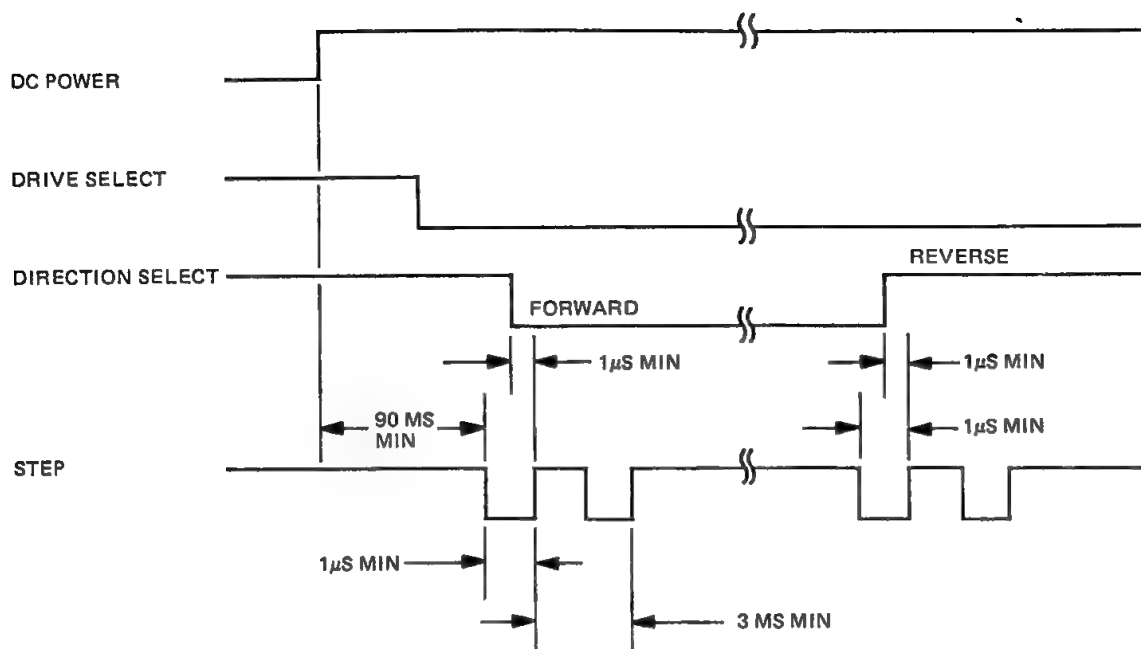 DC POWER
DRIVE SELECT
DIRECTION SELECT
REVERSE
FORWARD
1μS MIN
1μS MIN
90 MS
MIN
1μS MIN
STEP
1μS MIN
3 MS MIN